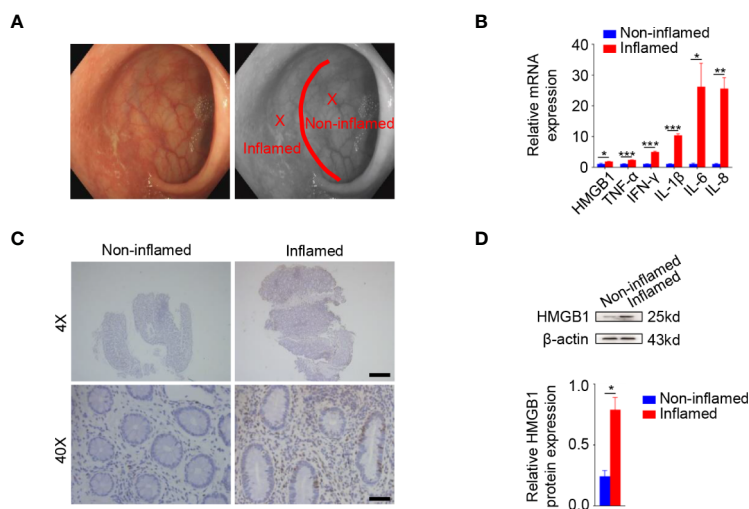 A
X
X
Non-inflamed
Inflamed
B
Non-inflamed
Inflamed
Relative mRNA
expression
40
30
20
10
0
*
***
***
***
*
**
HMGB1
TNF-α
IFN-γ
IL-1β
IL-6
IL-8
C
Non-inflamed
Inflamed
4X
40X
D
Non-inflamed
Inflamed
HMGB1
25kd
β-actin
43kd
Relative HMGB1
protein expression
1.0
0.5
0.0
*
Non-inflamed
Inflamed